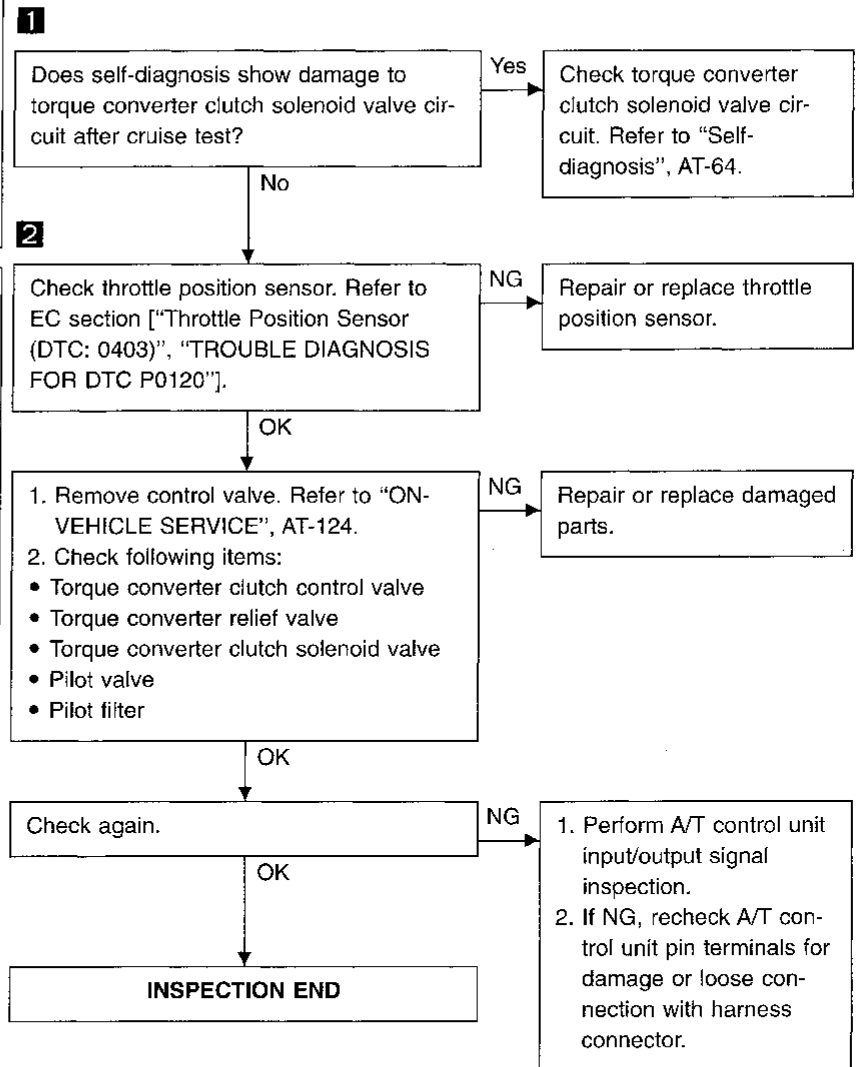 1
Does self-diagnosis show damage to
torque converter clutch solenoid valve cir-
cuit after cruise test?
Yes
Check torque converter
clutch solenoid valve cir-
cuit. Refer to “Self-
diagnosis”, AT-64.
No
2
Check throttle position sensor. Refer to
EC section [“Throttle Position Sensor
(DTC: 0403)”, “TROUBLE DIAGNOSIS
FOR DTC P0120”].
NG
Repair or replace throttle
position sensor.
OK
1. Remove control valve. Refer to “ON-
VEHICLE SERVICE”, AT-124.
2. Check following items:
• Torque converter clutch control valve
• Torque converter relief valve
• Torque converter clutch solenoid valve
• Pilot valve
• Pilot filter
NG
Repair or replace damaged
parts.
OK
Check again.
NG
1. Perform A/T control unit
input/output signal
inspection.
2. If NG, recheck A/T con-
trol unit pin terminals for
damage or loose con-
nection with harness
connector.
OK
INSPECTION END